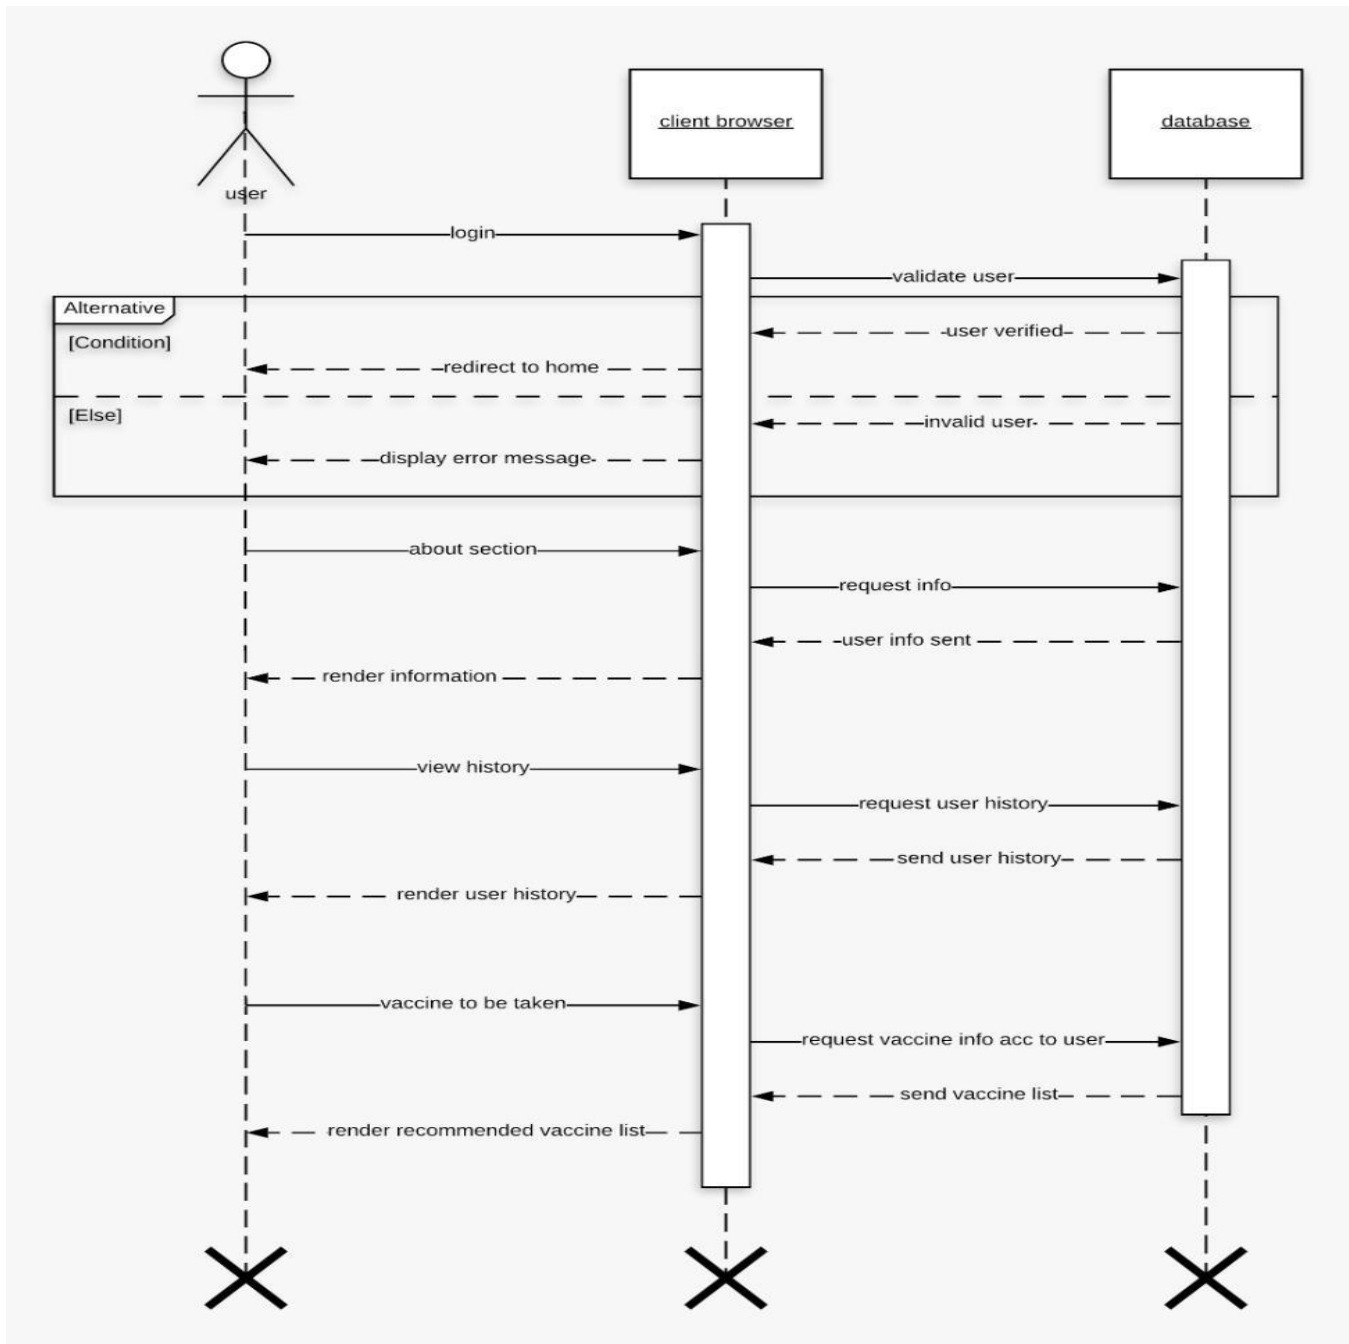 client browser
database
user
login
validate user
Alternative
user verified
[Condition]
redirect to home
[Else]
invalid user
display error message
about section
request info
user info sent
render information
view history
request user history
send user history
render user history
vaccine to be taken
request vaccine info acc to user
send vaccine list
render recommended vaccine list